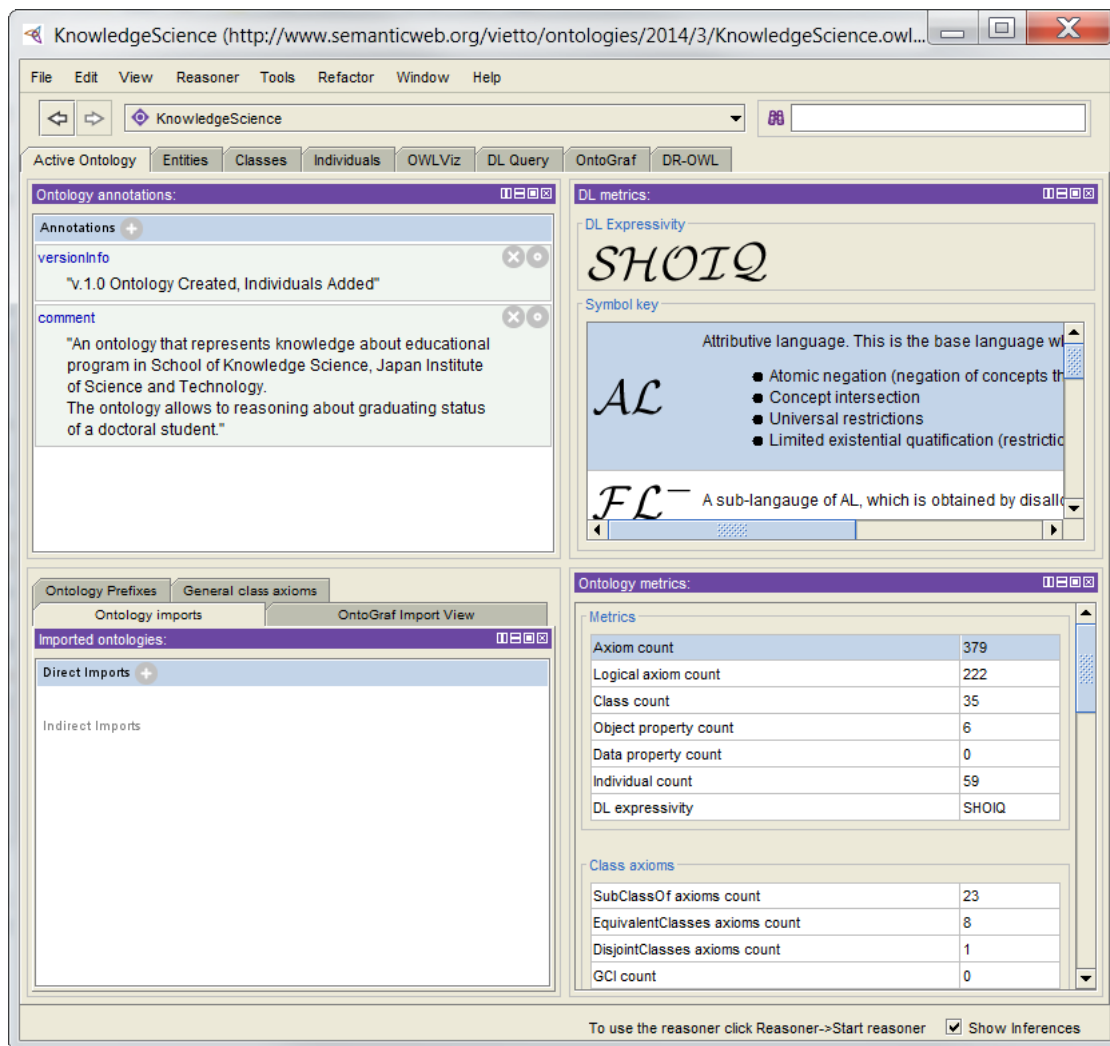 KnowledgeScience (http://www.semanticweb.org/vietto/ontologies/2014/3/KnowledgeScience.owl...
File Edit View Reasoner Tools Refactor Window Help
KnowledgeScience
Active Ontology Entities Classes Individuals OWLViz DL Query OntoGraf DR-OWL
Ontology annotations:
Annotations
versionInfo
"v.1.0 Ontology Created, Individuals Added"
comment
"An ontology that represents knowledge about educational
program in School of Knowledge Science, Japan Institute
of Science and Technology.
The ontology allows to reasoning about graduating status
of a doctoral student."
DL metrics:
DL Expressivity
SHOIQ
Symbol key
AL
Attributive language. This is the base language wh
Atomic negation (negation of concepts th
Concept intersection
Universal restrictions
Limited existential quatification (restrictio
FL−
A sub-langauge of AL, which is obtained by disallo
Ontology Prefixes General class axioms
Ontology imports OntoGraf Import View
Imported ontologies:
Direct Imports
Indirect Imports
Ontology metrics:
Metrics
Axiom count 379
Logical axiom count 222
Class count 35
Object property count 6
Data property count 0
Individual count 59
DL expressivity SHOIQ
Class axioms
SubClassOf axioms count 23
EquivalentClasses axioms count 8
DisjointClasses axioms count 1
GCI count 0
To use the reasoner click Reasoner->Start reasoner Show Inferences